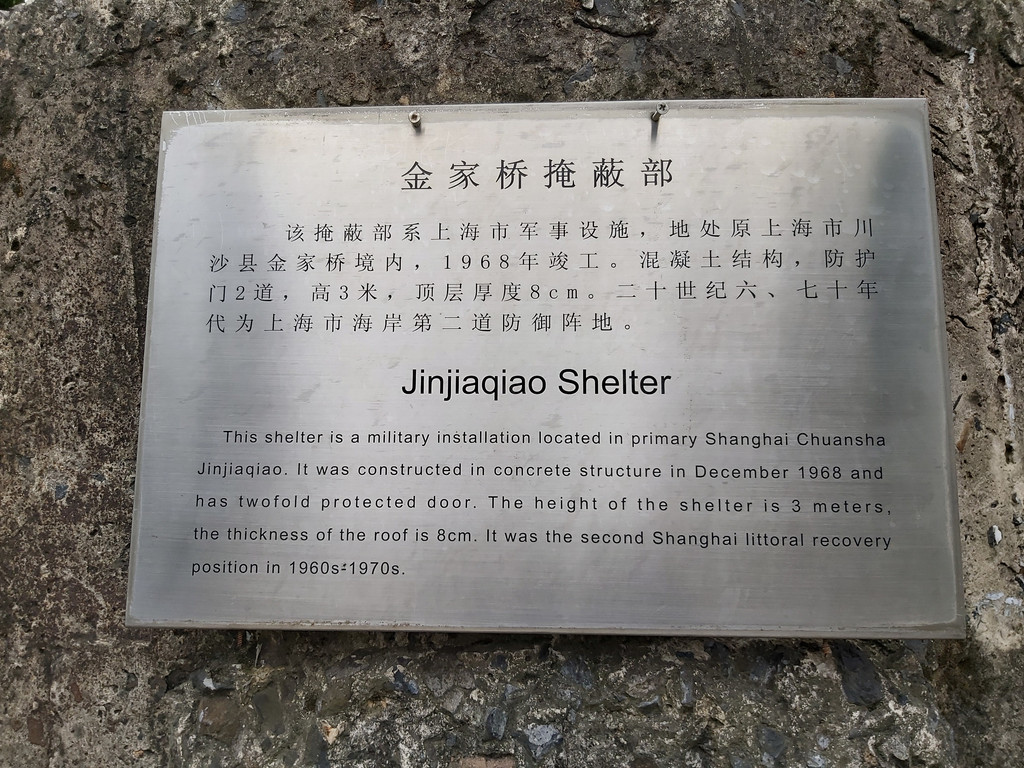 金家桥掩蔽部
该掩蔽部系上海市军事设施，地处原上海市川
沙县金家桥境内，1968年竣工。混凝土结构，防护
门2道，高3米，顶层厚度8cm。二十世纪六、七十年
代为上海市海岸第二道防御阵地。
Jinjiaqiao Shelter
This shelter is a military installation located in primary Shanghai Chuansha
Jinjiaqiao. It was constructed in concrete structure in December 1968 and
has twofold protected door. The height of the shelter is 3 meters,
the thickness of the roof is 8cm. It was the second Shanghai littoral recovery
position in 1960s-1970s.